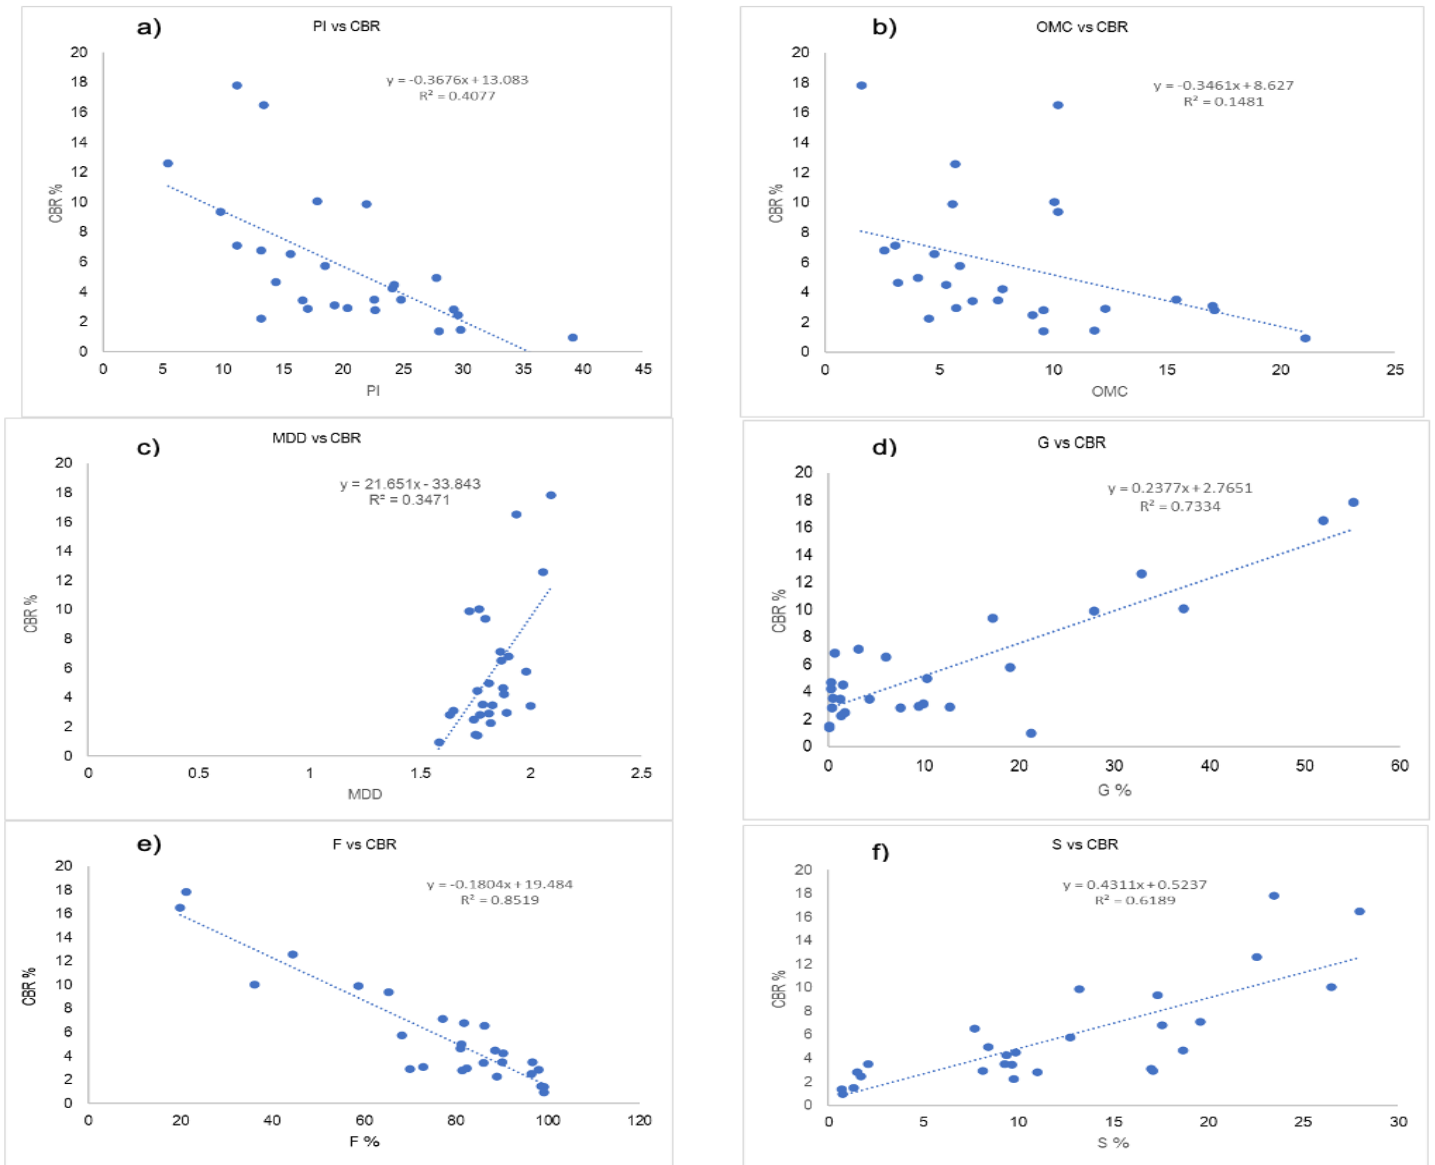 a)
PI vs CBR
y = -0.3676x + 13.083
R² = 0.4077
20
18
16
14
12
10
8
6
4
2
0
CBR %
0 5 10 15 20 25 30 35 40 45
PI
b)
OMC vs CBR
y = -0.3461x + 8.627
R² = 0.1481
20
18
16
14
12
10
8
6
4
2
0
CBR %
0 5 10 15 20 25
OMC
c)
MDD vs CBR
y = 21.651x - 33.843
R² = 0.3471
20
18
16
14
12
10
8
6
4
2
0
CBR %
0 0.5 1 1.5 2 2.5
MDD
d)
G vs CBR
y = 0.2377x + 2.7651
R² = 0.7334
20
18
16
14
12
10
8
6
4
2
0
CBR %
0 10 20 30 40 50 60
G %
e)
F vs CBR
y = -0.1804x + 19.484
R² = 0.8519
20
18
16
14
12
10
8
6
4
2
0
CBR %
0 20 40 60 80 100 120
F %
f)
S vs CBR
y = 0.4311x + 0.5237
R² = 0.6189
20
18
16
14
12
10
8
6
4
2
0
CBR %
0 5 10 15 20 25 30
S %